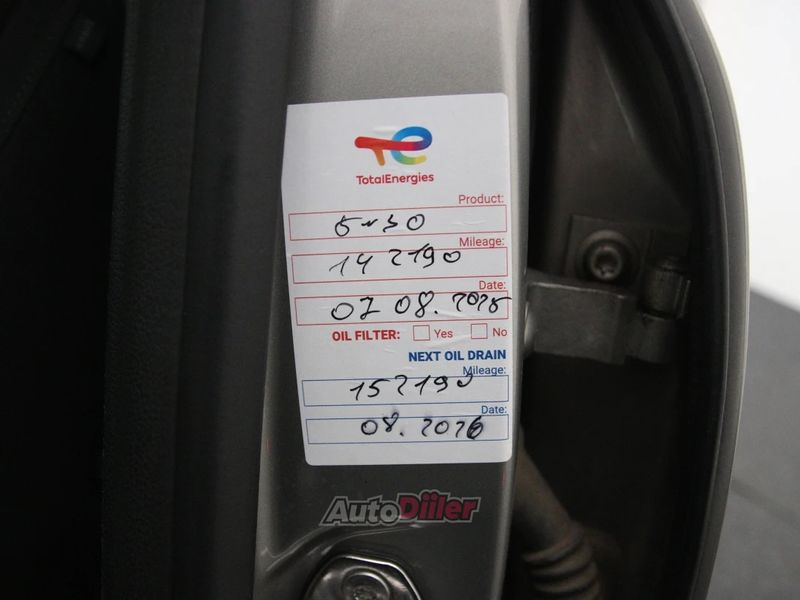 TotalEnergies
Product:
5w30
Mileage:
142190
Date:
07 08. 2025
OIL FILTER: Yes No
NEXT OIL DRAIN
Mileage:
152190
Date:
08. 2026
AutoDiiler